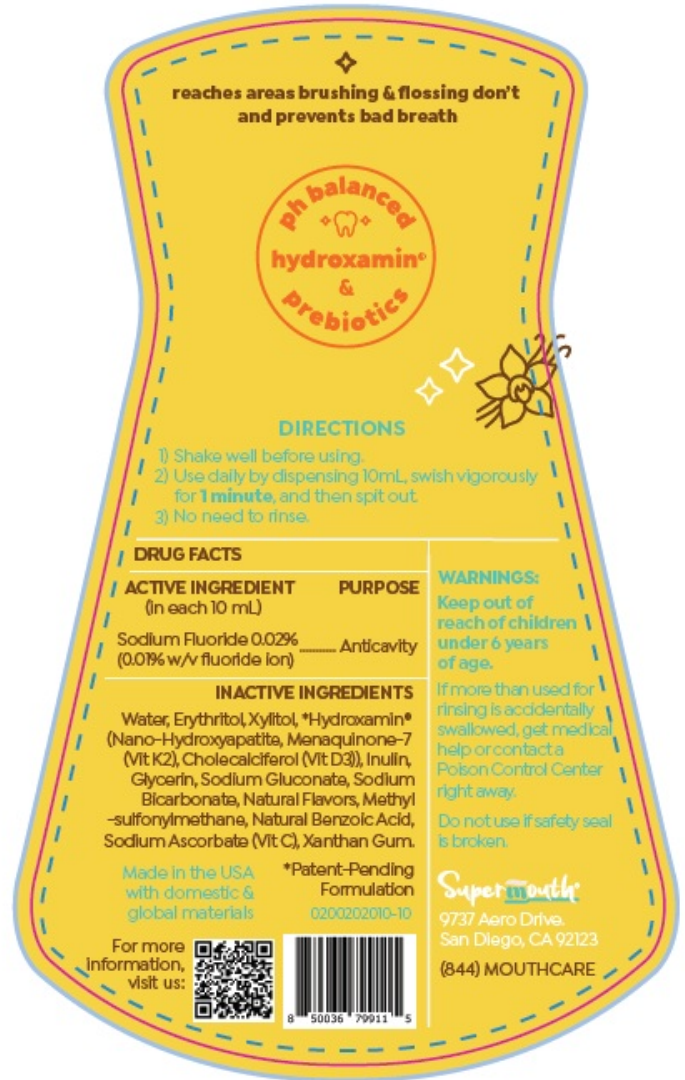 reaches areas brushing & flossing don't
and prevents bad breath
ph balanced
hydroxamin®
&
prebiotics
DIRECTIONS
1) Shake well before using.
2) Use daily by dispensing 10mL, swish vigorously
for 1 minute, and then spit out.
3) No need to rinse.
DRUG FACTS
ACTIVE INGREDIENT PURPOSE
(in each 10 mL)
Sodium Fluoride 0.02% ........... Anticavity
(0.01% w/v fluoride ion)
INACTIVE INGREDIENTS
Water, Erythritol, Xylitol, *Hydroxamin®
(Nano-Hydroxyapatite, Menaquinone-7
(Vit K2), Cholecalciferol (Vit D3)), Inulin,
Glycerin, Sodium Gluconate, Sodium
Bicarbonate, Natural Flavors, Methyl
-sulfonylmethane, Natural Benzoic Acid,
Sodium Ascorbate (Vit C), Xanthan Gum.
Made in the USA
with domestic &
global materials
*Patent-Pending
Formulation
0200202010-10
For more
information,
visit us:
8 50036 79911 5
WARNINGS:
Keep out of
reach of children
under 6 years
of age.
If more than used for
rinsing is accidentally
swallowed, get medical
help or contact a
Poison Control Center
right away.
Do not use if safety seal
is broken.
Supermouth®
9737 Aero Drive.
San Diego, CA 92123
(844) MOUTHCARE